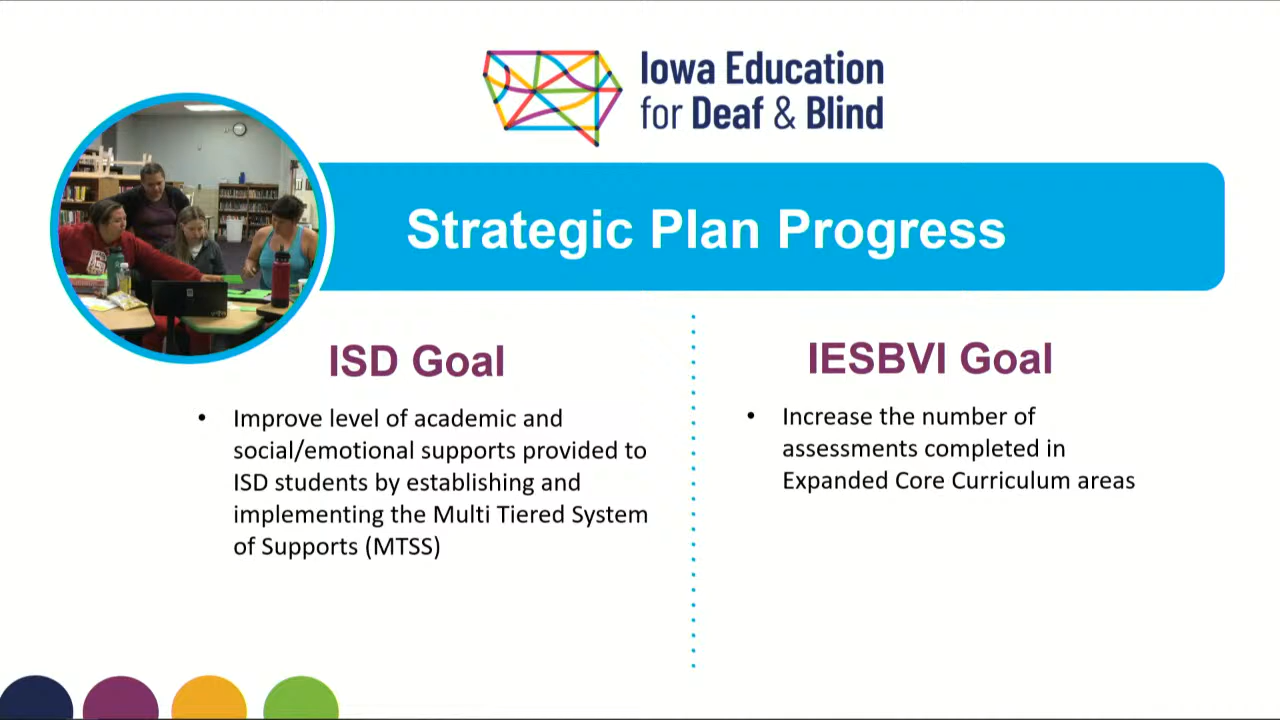 Iowa Education
for Deaf & Blind
Strategic Plan Progress
ISD Goal
• Improve level of academic and
social/emotional supports provided to
ISD students by establishing and
implementing the Multi Tiered System
of Supports (MTSS)
IESBVI Goal
• Increase the number of
assessments completed in
Expanded Core Curriculum areas